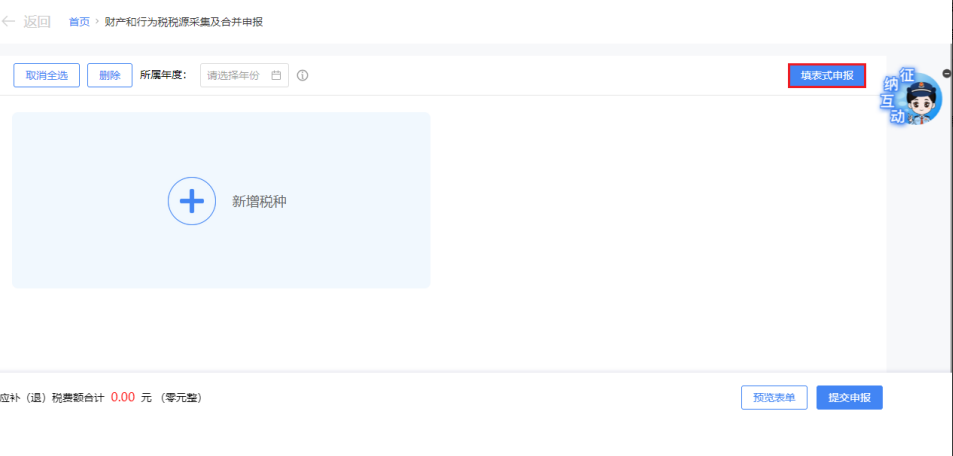 返回 首页 > 财产和行为税税源采集及合并申报
取消全选 删除 所属年度： 请选择年份 填表式申报
征纳互动
新增税种
应补（退）税费额合计 0.00 元 （零元整） 预览表单 提交申报